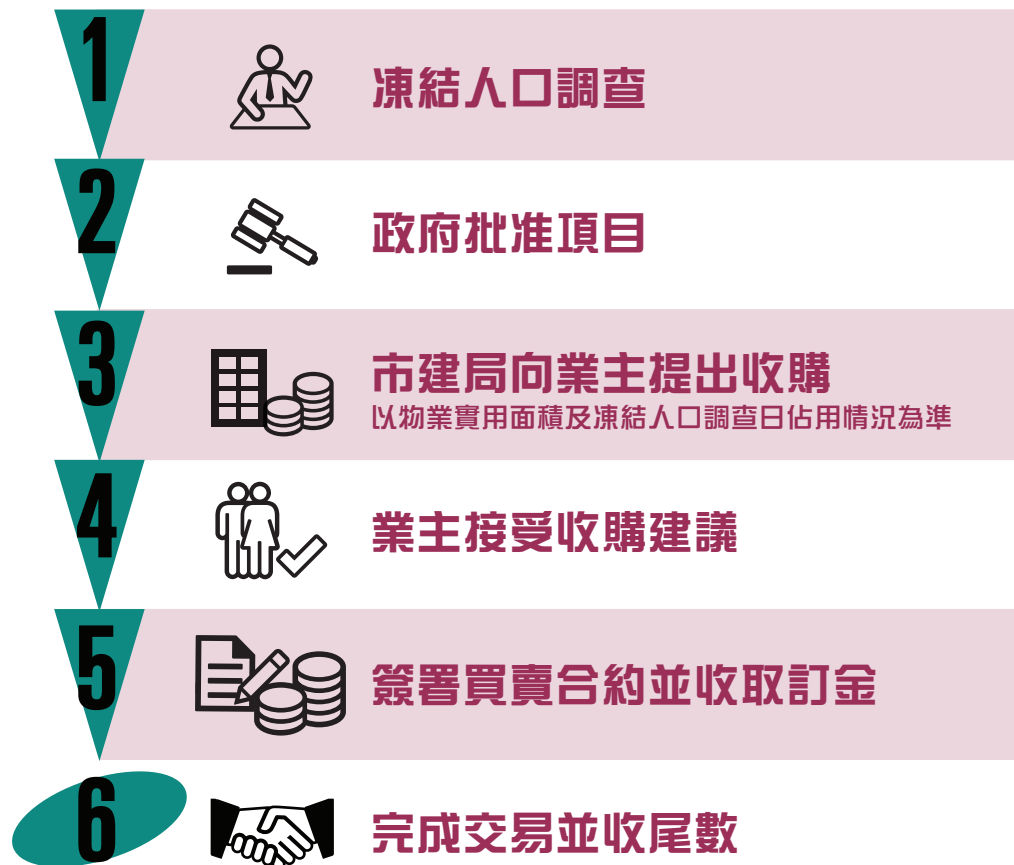 1
凍結人口調查
2
政府批准項目
3
市建局向業主提出收購
以物業實用面積及凍結人口調查日佔用情況為準
4
業主接受收購建議
5
簽署買賣合約並收取訂金
6
完成交易並收尾數